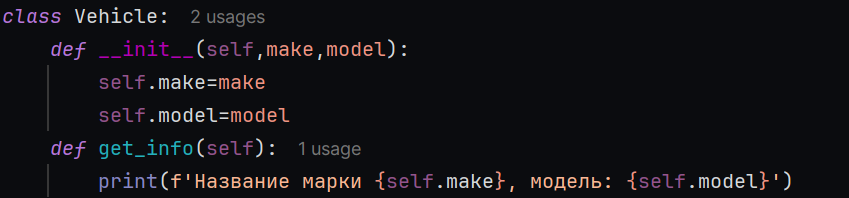 class Vehicle: 2 usages
    def __init__(self,make,model):
        self.make=make
        self.model=model
    def get_info(self): 1 usage
        print(f'Название марки {self.make}, модель: {self.model}')